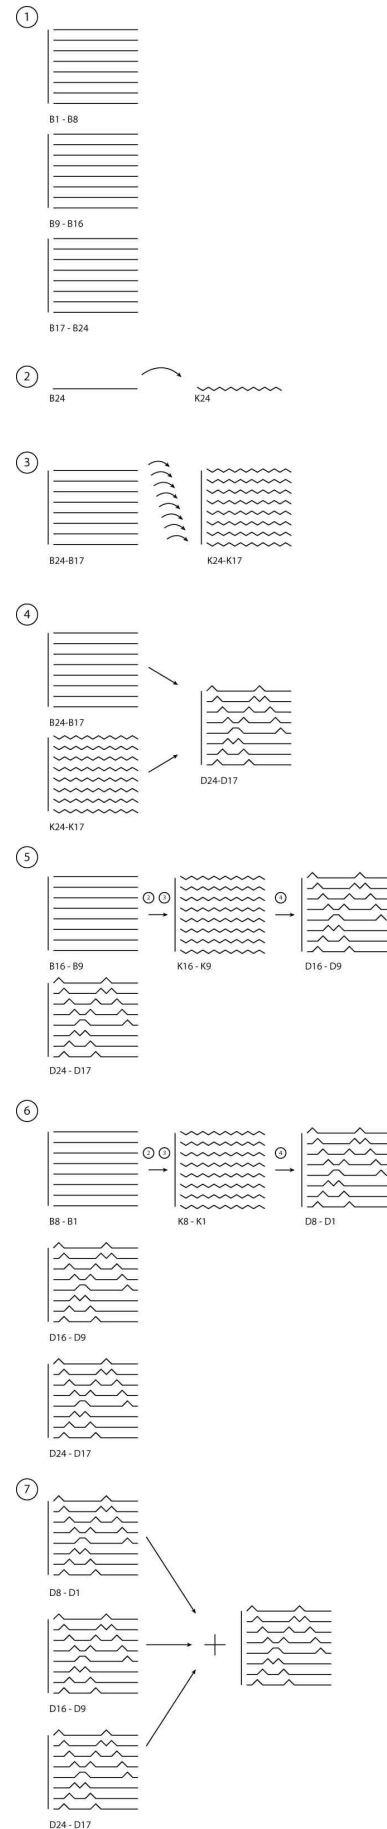 1
B1 - B8
B9 - B16
B17 - B24
2
B24 K24
3
B24-B17 K24-K17
4
B24-B17
D24-D17
K24-K17
5
2 3 4
B16 - B9 K16 - K9 D16 - D9
D24 - D17
6
2 3 4
B8 - B1 K8 - K1 D8 - D1
D16 - D9
D24 - D17
7
D8 - D1
+
D16 - D9
D24 - D17